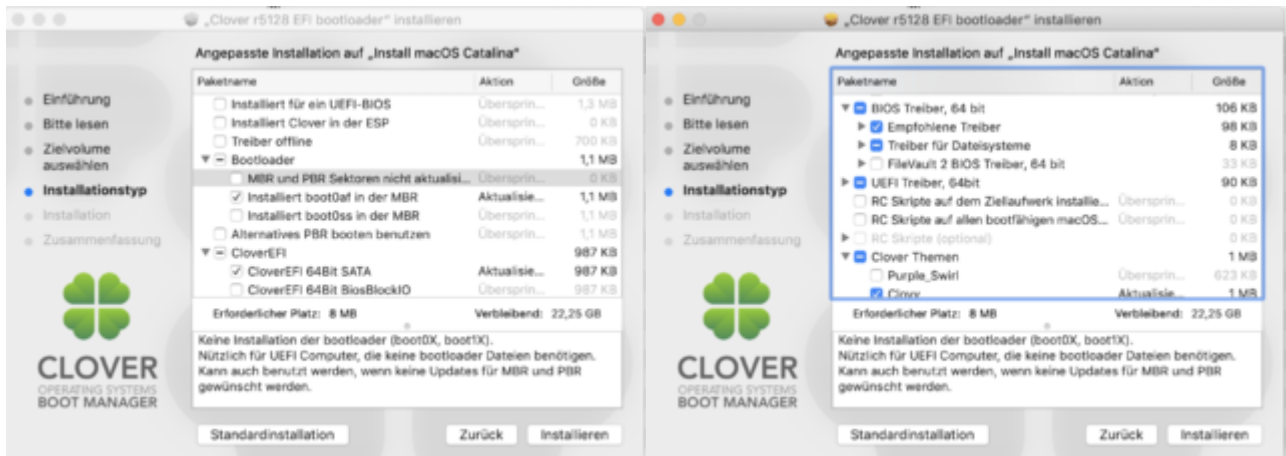 „Clover r5128 EFI bootloader“ installieren
Angepasste Installation auf „Install macOS Catalina“
Paketname Aktion Größe
Einführung
Bitte lesen
Zielvolume auswählen
Installationstyp
Installation
Zusammenfassung
Installiert für ein UEFI-BIOS Übersprin... 1,3 MB
Installiert Clover in der ESP Übersprin... 0 KB
Treiber offline Übersprin... 700 KB
Bootloader 1,1 MB
MBR und PBR Sektoren nicht aktualisi... Übersprin... 0 KB
Installiert boot0af in der MBR Aktualisie... 1,1 MB
Installiert boot0ss in der MBR Übersprin... 1,1 MB
Alternatives PBR booten benutzen Übersprin... 1,1 MB
CloverEFI 987 KB
CloverEFI 64Bit SATA Aktualisie... 987 KB
CloverEFI 64Bit BiosBlockIO Übersprin... 987 KB
Erforderlicher Platz: 8 MB Verbleibend: 22,25 GB
Keine Installation der bootloader (boot0X, boot1X).
Nützlich für UEFI Computer, die keine bootloader Dateien benötigen.
Kann auch benutzt werden, wenn keine Updates für MBR und PBR
gewünscht werden.
CLOVER
OPERATING SYSTEMS
BOOT MANAGER
Standardinstallation Zurück Installieren
„Clover r5128 EFI bootloader“ installieren
Angepasste Installation auf „Install macOS Catalina“
Paketname Aktion Größe
Einführung
Bitte lesen
Zielvolume auswählen
Installationstyp
Installation
Zusammenfassung
BIOS Treiber, 64 bit 106 KB
Empfohlene Treiber 98 KB
Treiber für Dateisysteme 8 KB
FileVault 2 BIOS Treiber, 64 bit 33 KB
UEFI Treiber, 64bit 90 KB
RC Skripte auf dem Ziellaufwerk installie... Übersprin... 0 KB
RC Skripte auf allen bootfähigen macOS... Übersprin... 0 KB
RC Skripte (optional) 0 KB
Clover Themen 1 MB
Purple_Swirl Übersprin... 623 KB
Clovy Aktualisie... 1 MB
Erforderlicher Platz: 8 MB Verbleibend: 22,25 GB
Keine Installation der bootloader (boot0X, boot1X).
Nützlich für UEFI Computer, die keine bootloader Dateien benötigen.
Kann auch benutzt werden, wenn keine Updates für MBR und PBR
gewünscht werden.
CLOVER
OPERATING SYSTEMS
BOOT MANAGER
Standardinstallation Zurück Installieren